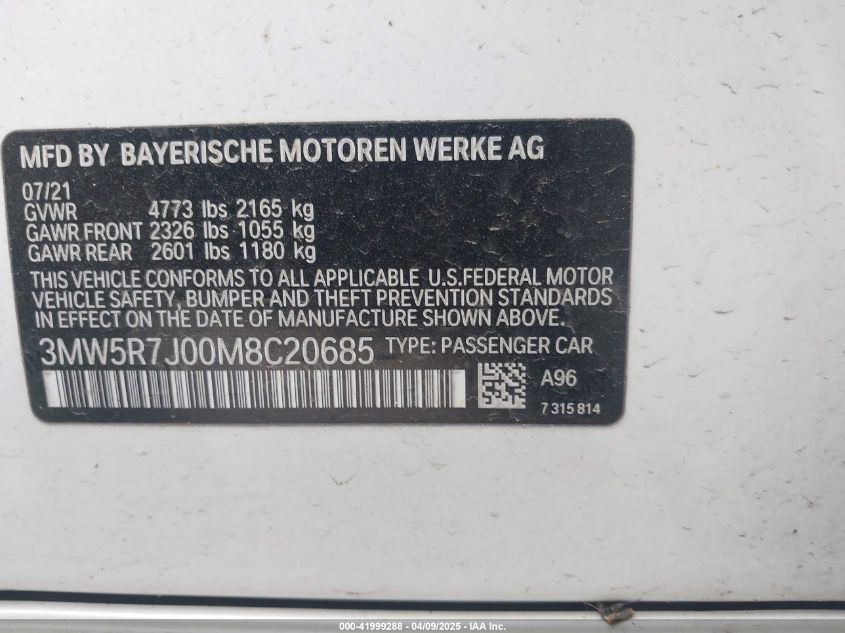 MFD BY BAYERISCHE MOTOREN WERKE AG
07/21
GVWR 4773 lbs 2165 kg
GAWR FRONT 2326 lbs 1055 kg
GAWR REAR 2601 lbs 1180 kg
THIS VEHICLE CONFORMS TO ALL APPLICABLE U.S.FEDERAL MOTOR
VEHICLE SAFETY, BUMPER AND THEFT PREVENTION STANDARDS
IN EFFECT ON THE DATE OF MANUFACTURE SHOWN ABOVE.
3MW5R7J00M8C20685 TYPE: PASSENGER CAR
A96
7 315 814
000-41999288 - 04/09/2025 - IAA Inc.